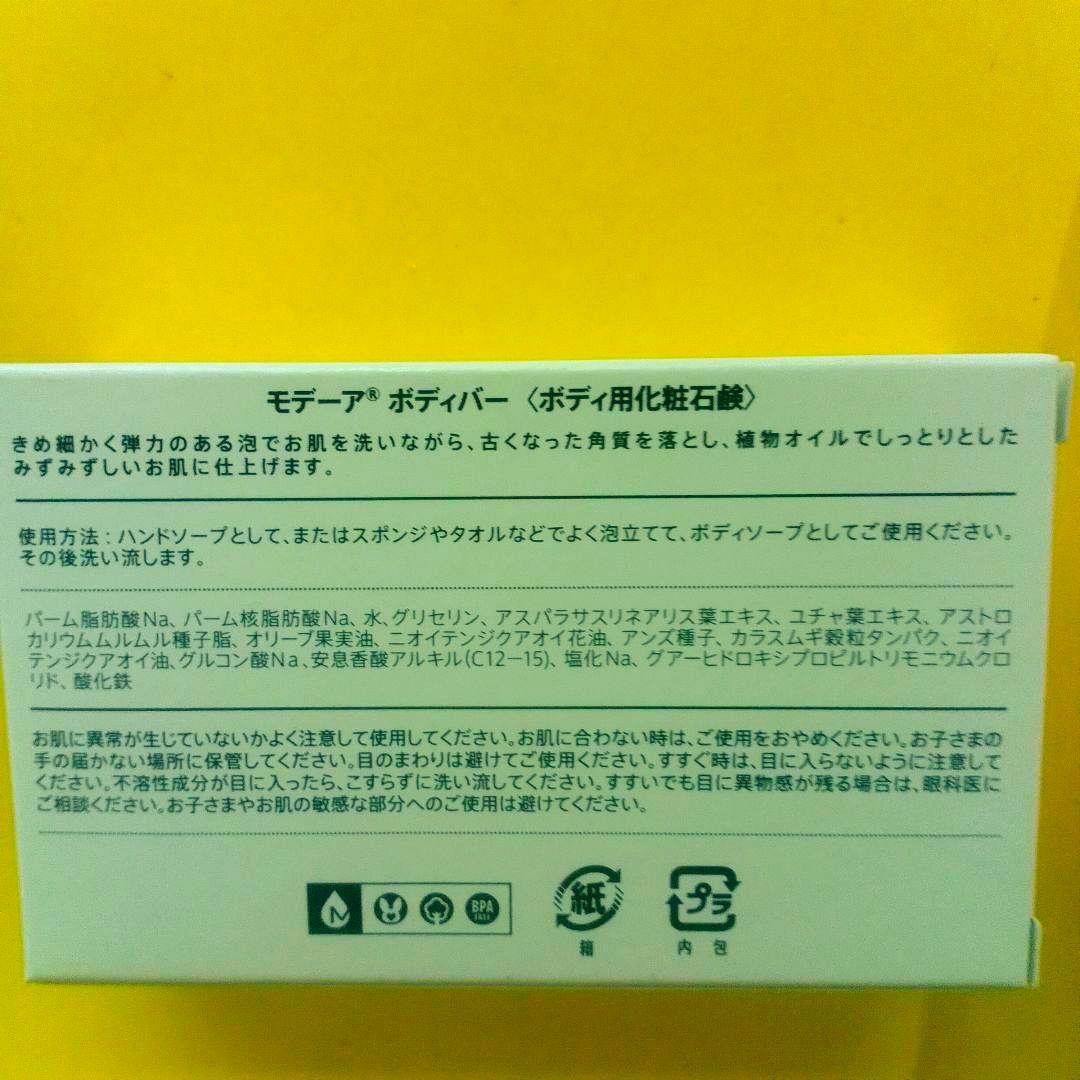 モデーア® ボディバー 〈ボディ用化粧石鹸〉
きめ細かく弾力のある泡でお肌を洗いながら、古くなった角質を落とし、植物オイルでしっとりとした
みずみずしいお肌に仕上げます。
使用方法：ハンドソープとして、またはスポンジやタオルなどでよく泡立てて、ボディソープとしてご使用ください。
その後洗い流します。
パーム脂肪酸Na、パーム核脂肪酸Na、水、グリセリン、アスパラサスリネアリス葉エキス、ユチャ葉エキス、アストロ
カリウムムルムル種子脂、オリーブ果実油、ニオイテンジクアオイ花油、アンズ種子、カラスムギ穀粒タンパク、ニオイ
テンジクアオイ油、グルコン酸Na、安息香酸アルキル(C12－15)、塩化Na、グアーヒドロキシプロピルトリモニウムクロ
リド、酸化鉄
お肌に異常が生じていないかよく注意して使用してください。お肌に合わない時は、ご使用をおやめください。お子さまの
手の届かない場所に保管してください。目のまわりは避けてご使用ください。すすぐ時は、目に入らないように注意して
ください。不溶性成分が目に入ったら、こすらずに洗い流してください。すすいでも目に異物感が残る場合は、眼科医に
ご相談ください。お子さまやお肌の敏感な部分へのご使用は避けてください。
BPA
FREE
紙
箱
プラ
内包